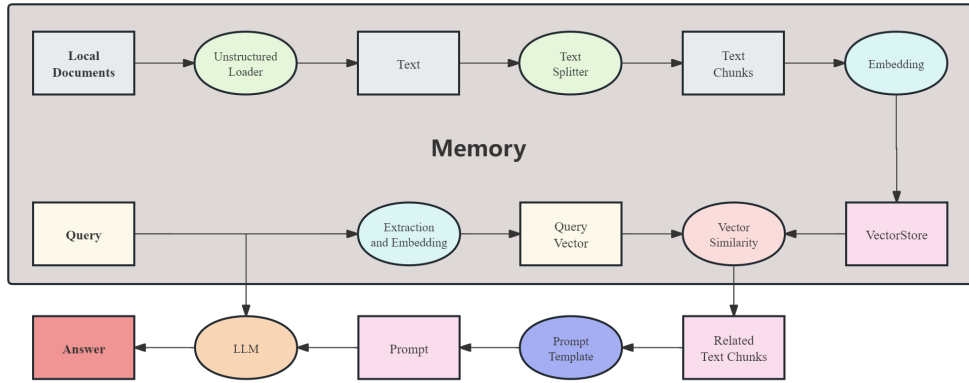 Local
Documents
Unstructured
Loader
Text
Text
Splitter
Text
Chunks
Embedding
Memory
Query
Extraction
and Embedding
Query
Vector
Vector
Similarity
VectorStore
Answer
LLM
Prompt
Prompt
Template
Related
Text Chunks